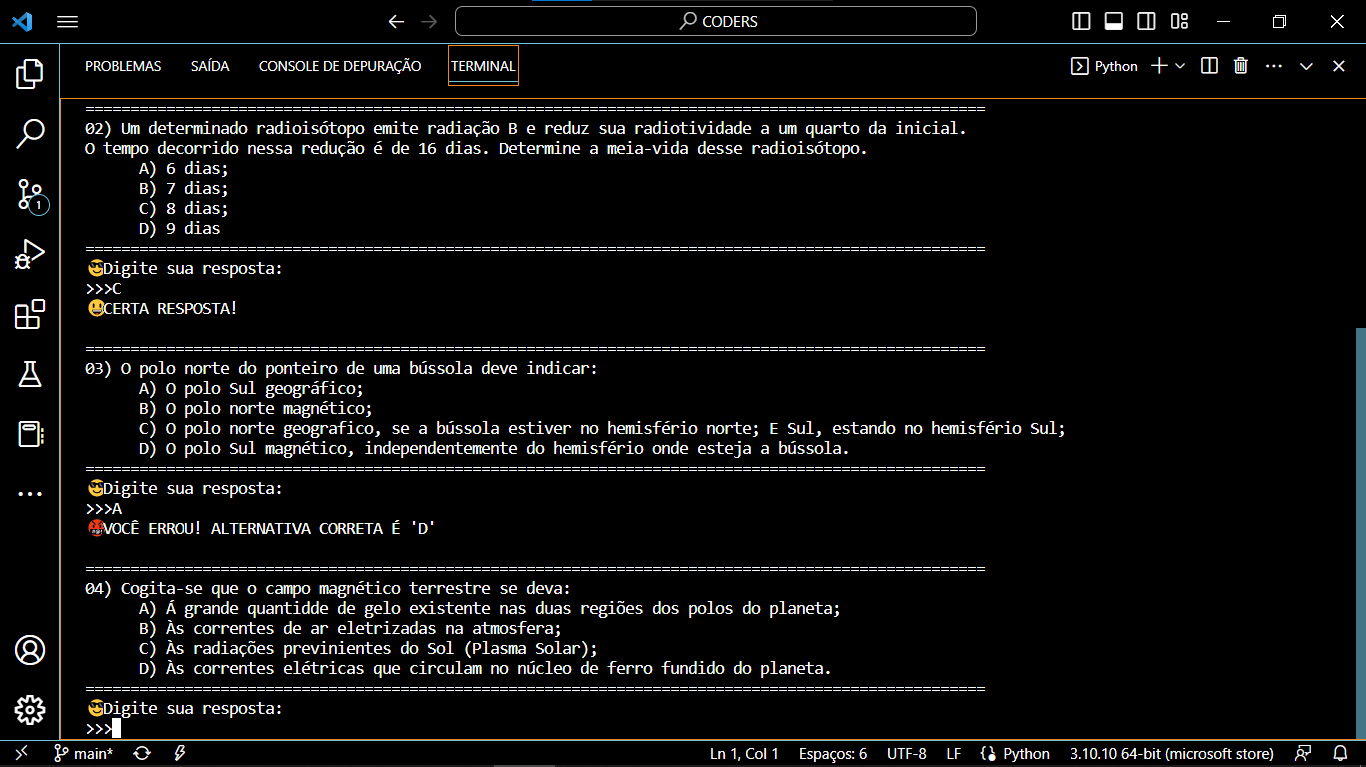 CODERS
PROBLEMAS SAÍDA CONSOLE DE DEPURAÇÃO TERMINAL Python
====================================================================================================
02) Um determinado radioisótopo emite radiação B e reduz sua radiotividade a um quarto da inicial.
O tempo decorrido nessa redução é de 16 dias. Determine a meia-vida desse radioisótopo.
A) 6 dias;
B) 7 dias;
C) 8 dias;
D) 9 dias
====================================================================================================
😎Digite sua resposta:
>>>C
😀CERTA RESPOSTA!
====================================================================================================
03) O polo norte do ponteiro de uma bússola deve indicar:
A) O polo Sul geográfico;
B) O polo norte magnético;
C) O polo norte geografico, se a bússola estiver no hemisfério norte; E Sul, estando no hemisfério Sul;
D) O polo Sul magnético, independentemente do hemisfério onde esteja a bússola.
====================================================================================================
😎Digite sua resposta:
>>>A
🤬VOCÊ ERROU! ALTERNATIVA CORRETA É 'D'
====================================================================================================
04) Cogita-se que o campo magnético terrestre se deva:
A) Á grande quantidde de gelo existente nas duas regiões dos polos do planeta;
B) Às correntes de ar eletrizadas na atmosfera;
C) Às radiações previnientes do Sol (Plasma Solar);
D) Às correntes elétricas que circulam no núcleo de ferro fundido do planeta.
====================================================================================================
😎Digite sua resposta:
>>>
1
main* Ln 1, Col 1 Espaços: 6 UTF-8 LF Python 3.10.10 64-bit (microsoft store)